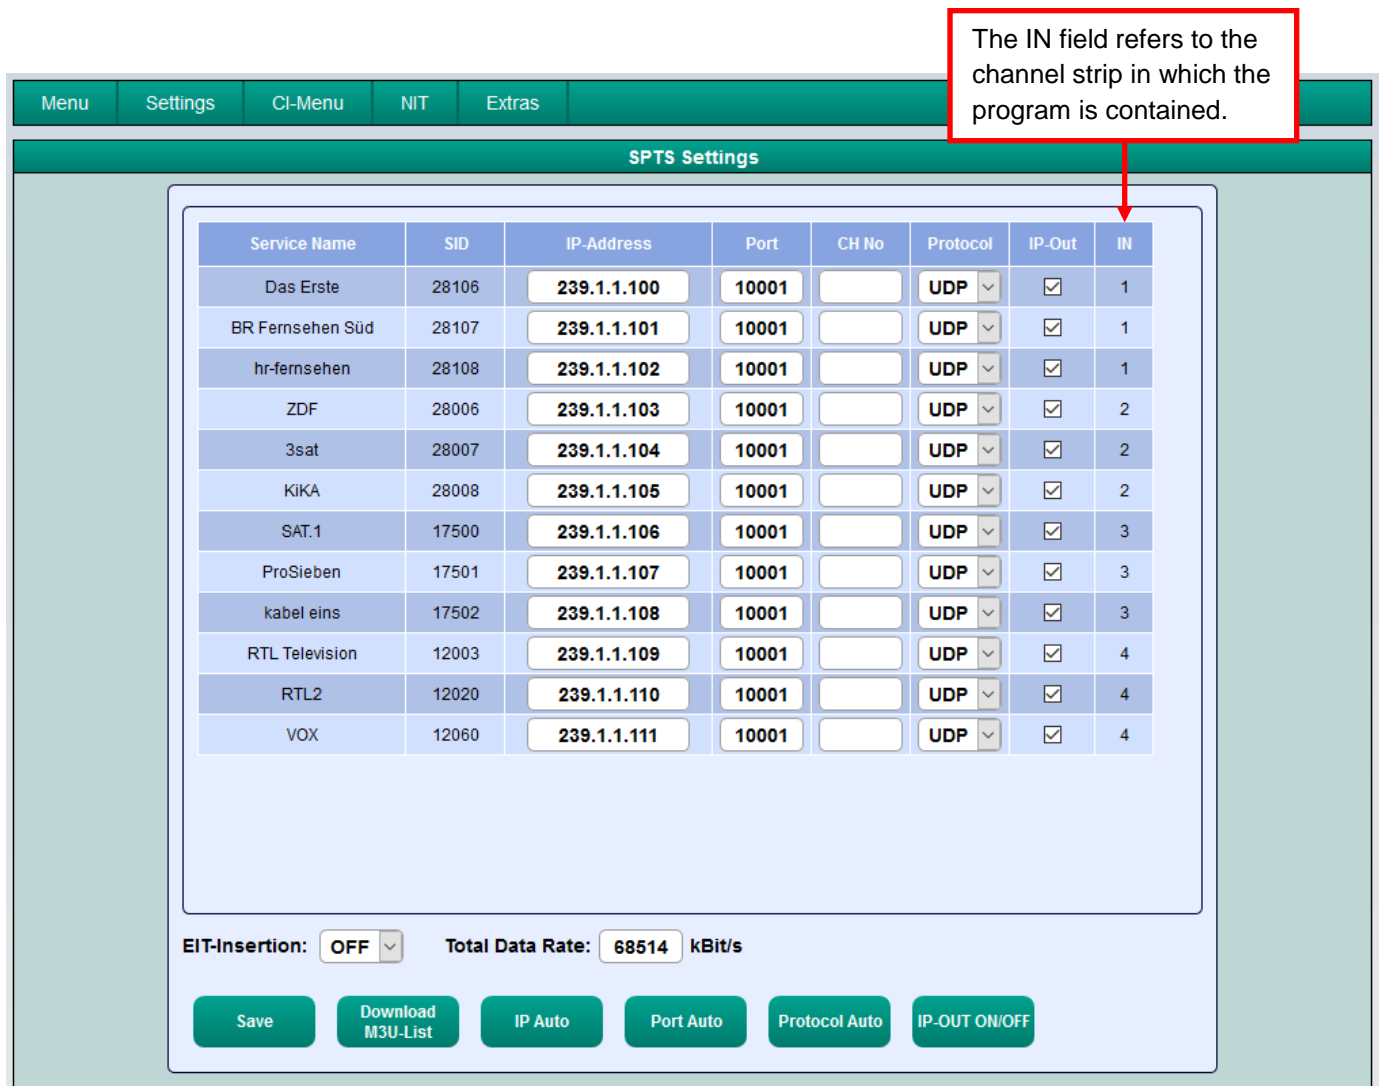 The IN field refers to the
channel strip in which the
program is contained.
Menu Settings CI-Menu NIT Extras
SPTS Settings
Service Name SID IP-Address Port CH No Protocol IP-Out IN
Das Erste 28106 239.1.1.100 10001 UDP 1
BR Fernsehen Süd 28107 239.1.1.101 10001 UDP 1
hr-fernsehen 28108 239.1.1.102 10001 UDP 1
ZDF 28006 239.1.1.103 10001 UDP 2
3sat 28007 239.1.1.104 10001 UDP 2
KiKA 28008 239.1.1.105 10001 UDP 2
SAT.1 17500 239.1.1.106 10001 UDP 3
ProSieben 17501 239.1.1.107 10001 UDP 3
kabel eins 17502 239.1.1.108 10001 UDP 3
RTL Television 12003 239.1.1.109 10001 UDP 4
RTL2 12020 239.1.1.110 10001 UDP 4
VOX 12060 239.1.1.111 10001 UDP 4
EIT-Insertion: OFF Total Data Rate: 68514 kBit/s
Save
Download
M3U-List
IP Auto
Port Auto
Protocol Auto
IP-OUT ON/OFF